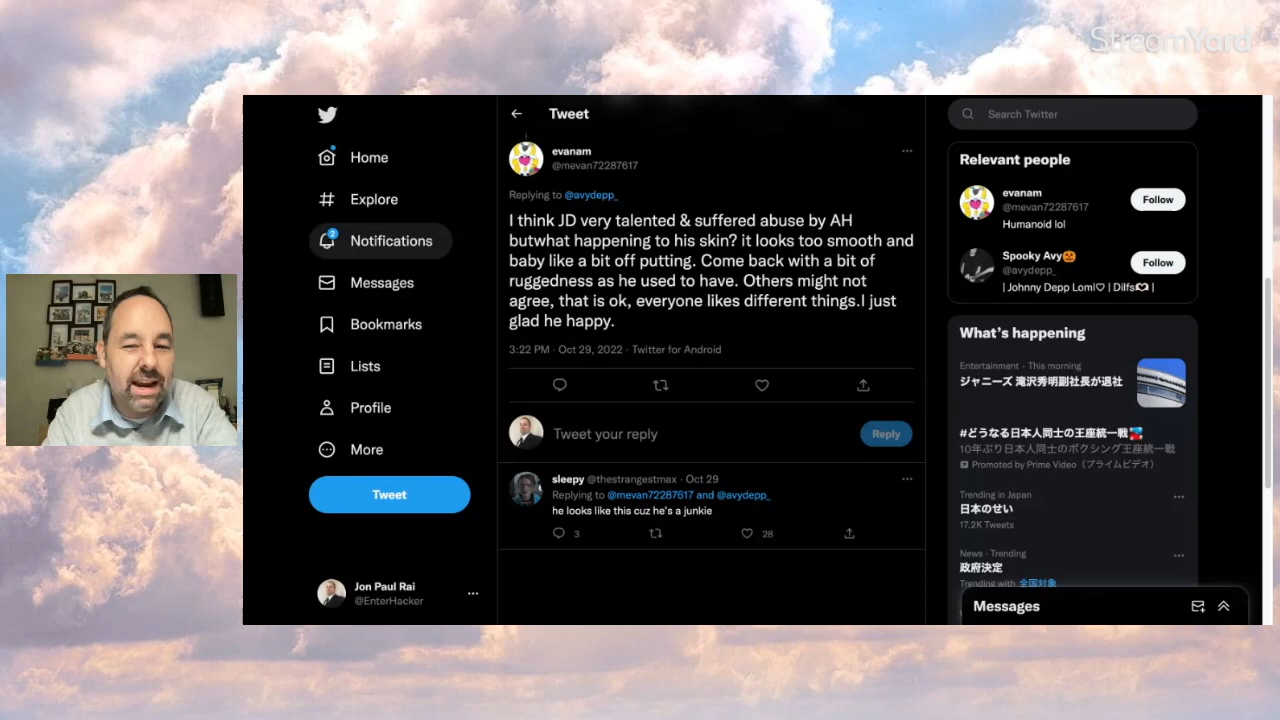 StreamYard
Home
Explore
2
Notifications
Messages
Bookmarks
Lists
Profile
More
Tweet
Jon Paul Rai
@EnterHacker
Tweet
evanam
@mevan72287617
Replying to @avydepp_
I think JD very talented & suffered abuse by AH
butwhat happening to his skin? it looks too smooth and
baby like a bit off putting. Come back with a bit of
ruggedness as he used to have. Others might not
agree, that is ok, everyone likes different things.I just
glad he happy.
3:22 PM · Oct 29, 2022 · Twitter for Android
Tweet your reply
Reply
sleepy @thestrangestmax · Oct 29
Replying to @mevan72287617 and @avydepp_
he looks like this cuz he's a junkie
3
28
Search Twitter
Relevant people
evanam
@mevan72287617
Follow
Humanoid lol
Spooky Avy🎃
@avydepp_
Follow
| Johnny Depp Loml♡ | Dilfs🫶 |
What's happening
Entertainment · This morning
ジャニーズ 滝沢秀明副社長が退社
#どうなる日本人同士の王座統一戦
10年ぶり日本人同士のボクシング王座統一戦
Promoted by Prime Video（プライムビデオ）
Trending in Japan
日本のせい
17.2K Tweets
News · Trending
政府決定
Trending with 全国対象
Messages